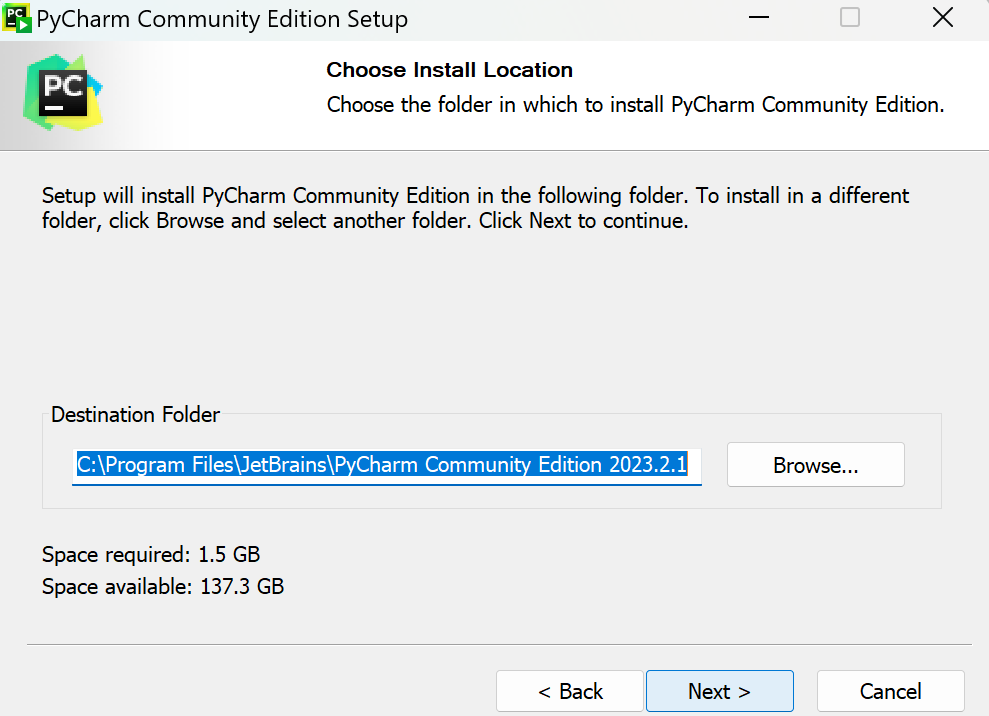 PyCharm Community Edition Setup
PC
Choose Install Location
Choose the folder in which to install PyCharm Community Edition.
Setup will install PyCharm Community Edition in the following folder. To install in a different
folder, click Browse and select another folder. Click Next to continue.
Destination Folder
C:\Program Files\JetBrains\PyCharm Community Edition 2023.2.1
Browse...
Space required: 1.5 GB
Space available: 137.3 GB
< Back
Next >
Cancel